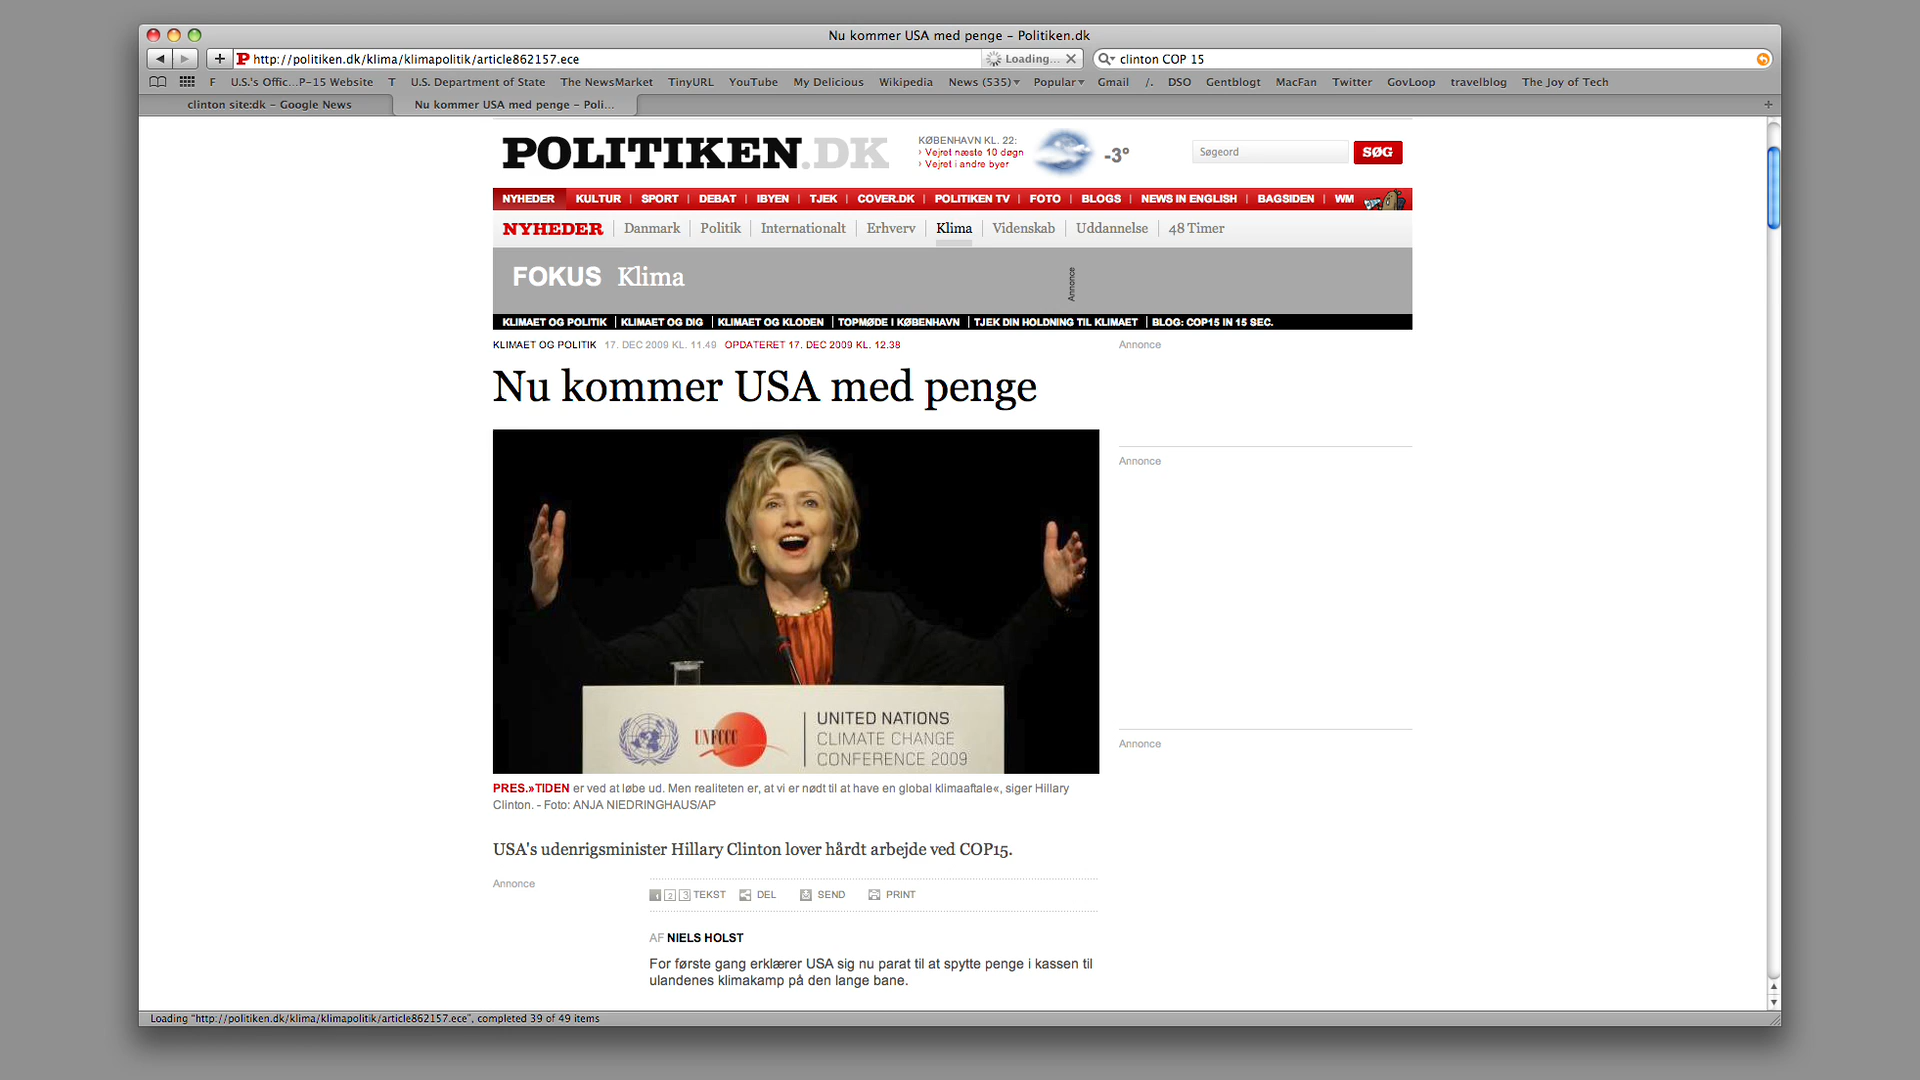 Nu kommer USA med penge – Politiken.dk
http://politiken.dk/klima/klimapolitik/article862157.ece
Loading...
clinton COP 15
F U.S.'s Offic...P-15 Website T U.S. Department of State The NewsMarket TinyURL YouTube My Delicious Wikipedia News (535) Popular Gmail /. DSO Gentblogt MacFan Twitter GovLoop travelblog The Joy of Tech
clinton site:dk – Google News
Nu kommer USA med penge – Poli...
POLITIKEN.DK
KØBENHAVN KL. 22:
› Vejret næste 10 døgn
› Vejret i andre byer
-3°
Søgeord
SØG
NYHEDER KULTUR | SPORT | DEBAT | IBYEN | TJEK | COVER.DK | POLITIKEN TV | FOTO | BLOGS | NEWS IN ENGLISH | BAGSIDEN | WM
NYHEDER Danmark Politik Internationalt Erhverv Klima Videnskab Uddannelse 48 Timer
FOKUS Klima
Annonce
KLIMAET OG POLITIK | KLIMAET OG DIG | KLIMAET OG KLODEN | TOPMØDE I KØBENHAVN | TJEK DIN HOLDNING TIL KLIMAET | BLOG: COP15 IN 15 SEC.
KLIMAET OG POLITIK 17. DEC 2009 KL. 11.49 OPDATERET 17. DEC 2009 KL. 12.38
Annonce
Nu kommer USA med penge
Annonce
UNFCCC
UNITED NATIONS
CLIMATE CHANGE
CONFERENCE 2009
Annonce
PRES.»TIDEN er ved at løbe ud. Men realiteten er, at vi er nødt til at have en global klimaaftale«, siger Hillary
Clinton. - Foto: ANJA NIEDRINGHAUS/AP
USA's udenrigsminister Hillary Clinton lover hårdt arbejde ved COP15.
Annonce
1 2 3 TEKST DEL SEND PRINT
AF NIELS HOLST
For første gang erklærer USA sig nu parat til at spytte penge i kassen til
ulandenes klimakamp på den lange bane.
Loading "http://politiken.dk/klima/klimapolitik/article862157.ece", completed 39 of 49 items